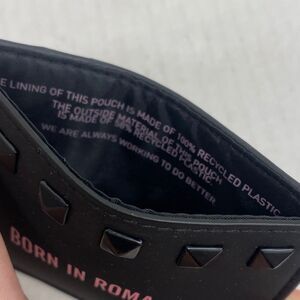 E LINING OF THIS POUCH IS MADE OF 100% RECYCLED PLASTIC
THE OUTSIDE MATERIAL OF THIS POUCH
IS MADE OF 50% RECYCLED PLASTIC
WE ARE ALWAYS WORKING TO DO BETTER
BORN IN ROMA